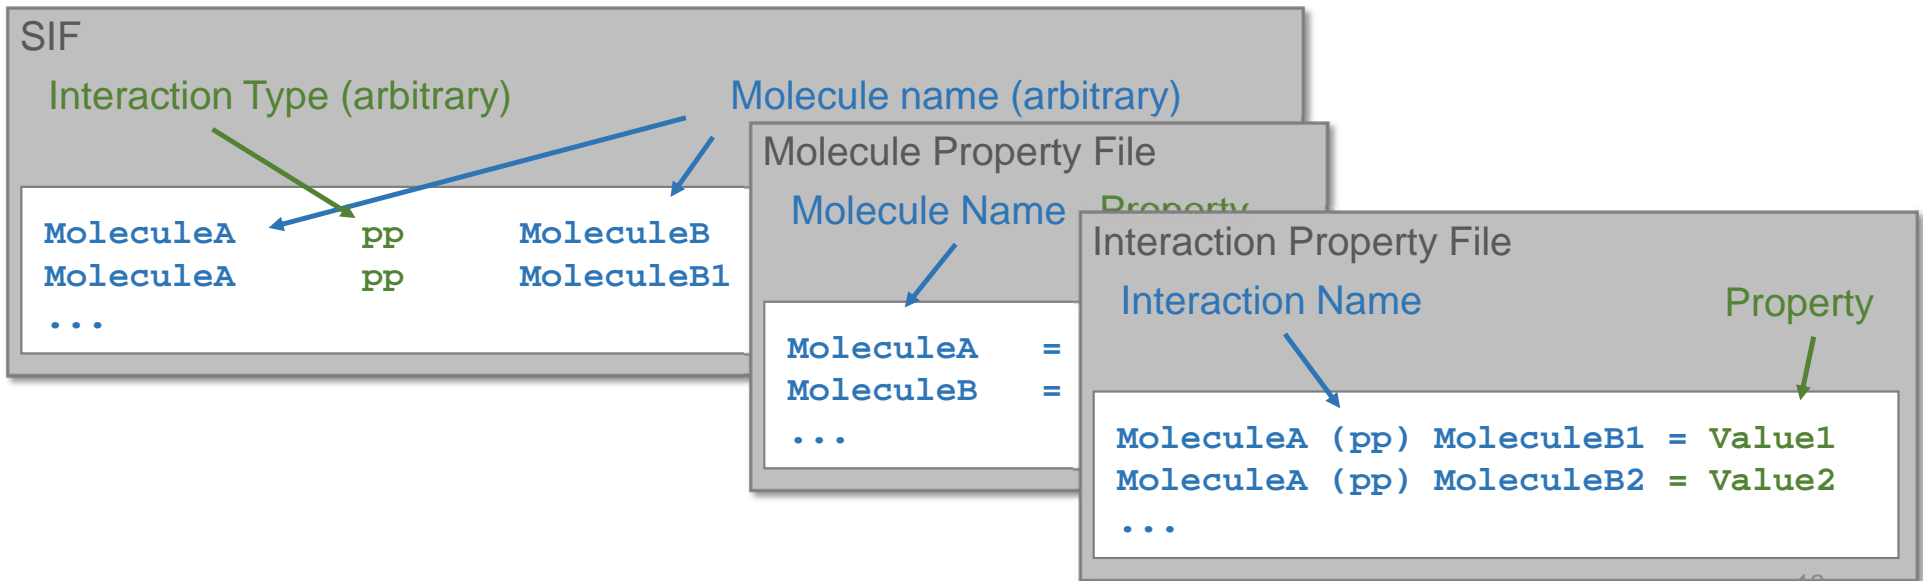 SIF
Interaction Type (arbitrary) Molecule name (arbitrary)
MoleculeA pp MoleculeB
MoleculeA pp MoleculeB1
...
Molecule Property File
Molecule Name Property
MoleculeA =
MoleculeB =
...
Interaction Property File
Interaction Name Property
MoleculeA (pp) MoleculeB1 = Value1
MoleculeA (pp) MoleculeB2 = Value2
...